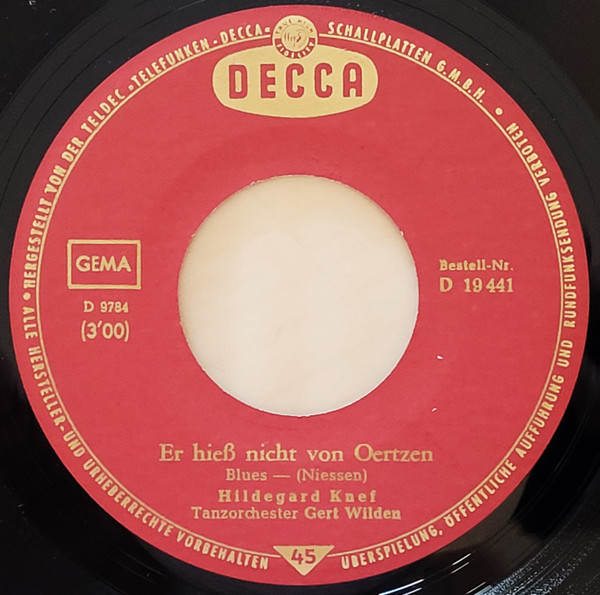 HERGESTELLT VON DER TELDEC »TELEFUNKEN-DECCA« SCHALLPLATTEN G.M.B.H. •
DECCA
GEMA
D 9784
(3'00)
Bestell-Nr.
D 19441
Er hieß nicht von Oertzen
Blues — (Niessen)
Hildegard Knef
Tanzorchester Gert Wilden
45
• ALLE HERSTELLER-UND URHEBERRECHTE VORBEHALTEN
ÜBERSPIELUNG, ÖFFENTLICHE AUFFÜHRUNG UND RUNDFUNKSENDUNG VERBOTEN